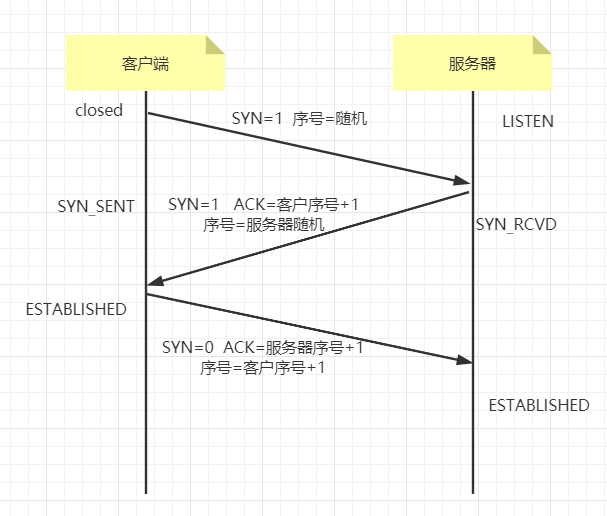 客户端
服务器
closed
SYN=1 序号=随机
LISTEN
SYN_SENT
SYN=1 ACK=客户序号+1
序号=服务器随机
SYN_RCVD
ESTABLISHED
SYN=0 ACK=服务器序号+1
序号=客户序号+1
ESTABLISHED